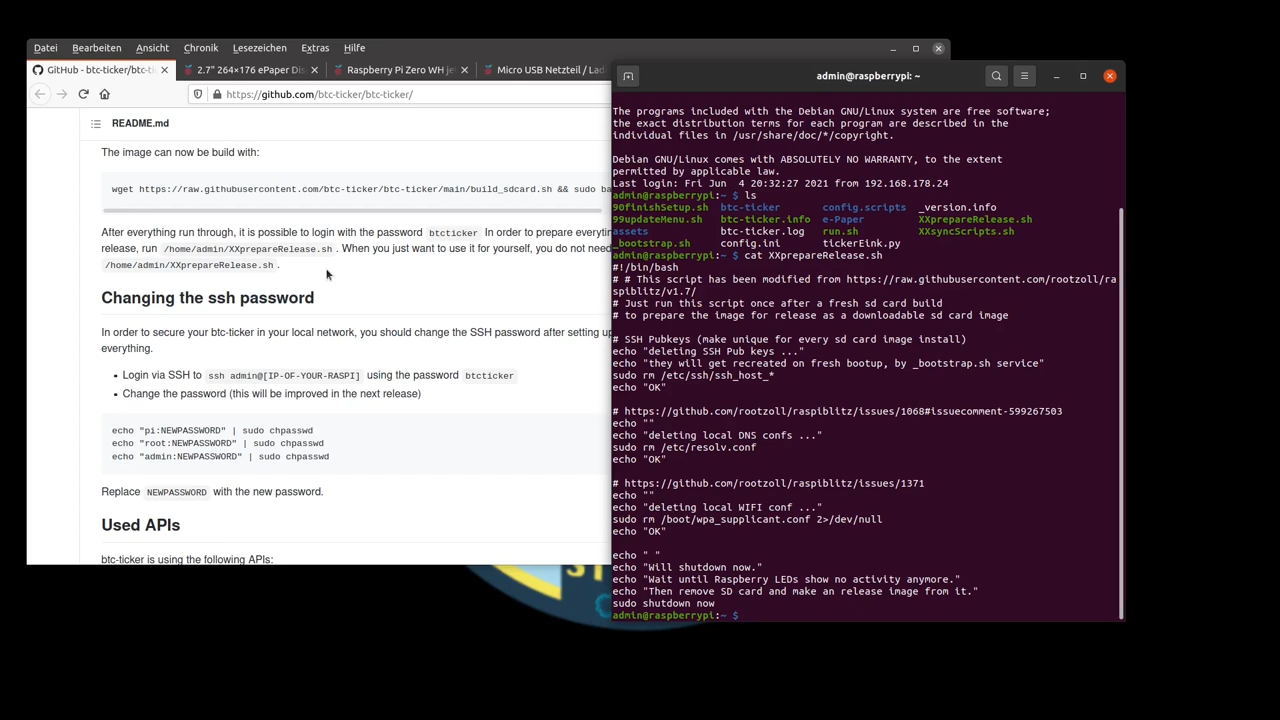 Datei Bearbeiten Ansicht Chronik Lesezeichen Extras Hilfe
GitHub - btc-ticker/btc-ti
2.7" 264×176 ePaper Dis
Raspberry Pi Zero WH je
Micro USB Netzteil / Lad
https://github.com/btc-ticker/btc-ticker/
README.md
The image can now be build with:
wget https://raw.githubusercontent.com/btc-ticker/btc-ticker/main/build_sdcard.sh && sudo ba
After everything run through, it is possible to login with the password btcticker In order to prepare everythi
release, run /home/admin/XXprepareRelease.sh. When you just want to use it for yourself, you do not need
/home/admin/XXprepareRelease.sh.
Changing the ssh password
In order to secure your btc-ticker in your local network, you should change the SSH password after setting up
everything.
Login via SSH to ssh admin@[IP-OF-YOUR-RASPI] using the password btcticker
Change the password (this will be improved in the next release)
echo "pi:NEWPASSWORD" | sudo chpasswd
echo "root:NEWPASSWORD" | sudo chpasswd
echo "admin:NEWPASSWORD" | sudo chpasswd
Replace NEWPASSWORD with the new password.
Used APIs
btc-ticker is using the following APIs:
admin@raspberrypi: ~
The programs included with the Debian GNU/Linux system are free software;
the exact distribution terms for each program are described in the
individual files in /usr/share/doc/*/copyright.
Debian GNU/Linux comes with ABSOLUTELY NO WARRANTY, to the extent
permitted by applicable law.
Last login: Fri Jun  4 20:32:27 2021 from 192.168.178.24
admin@raspberrypi:~ $ ls
90finishSetup.sh  btc-ticker       config.scripts  _version.info
99updateMenu.sh   btc-ticker.info  e-Paper         XXprepareRelease.sh
assets            btc-ticker.log   run.sh          XXsyncScripts.sh
_bootstrap.sh     config.ini       tickerEink.py
admin@raspberrypi:~ $ cat XXprepareRelease.sh
#!/bin/bash
# # This script has been modified from https://raw.githubusercontent.com/rootzoll/ra
spiblitz/v1.7/
# Just run this script once after a fresh sd card build
# to prepare the image for release as a downloadable sd card image
# SSH Pubkeys (make unique for every sd card image install)
echo "deleting SSH Pub keys ..."
echo "they will get recreated on fresh bootup, by _bootstrap.sh service"
sudo rm /etc/ssh/ssh_host_*
echo "OK"
# https://github.com/rootzoll/raspiblitz/issues/1068#issuecomment-599267503
echo ""
echo "deleting local DNS confs ..."
sudo rm /etc/resolv.conf
echo "OK"
# https://github.com/rootzoll/raspiblitz/issues/1371
echo ""
echo "deleting local WIFI conf ..."
sudo rm /boot/wpa_supplicant.conf 2>/dev/null
echo "OK"
echo " "
echo "Will shutdown now."
echo "Wait until Raspberry LEDs show no activity anymore."
echo "Then remove SD card and make an release image from it."
sudo shutdown now
admin@raspberrypi:~ $